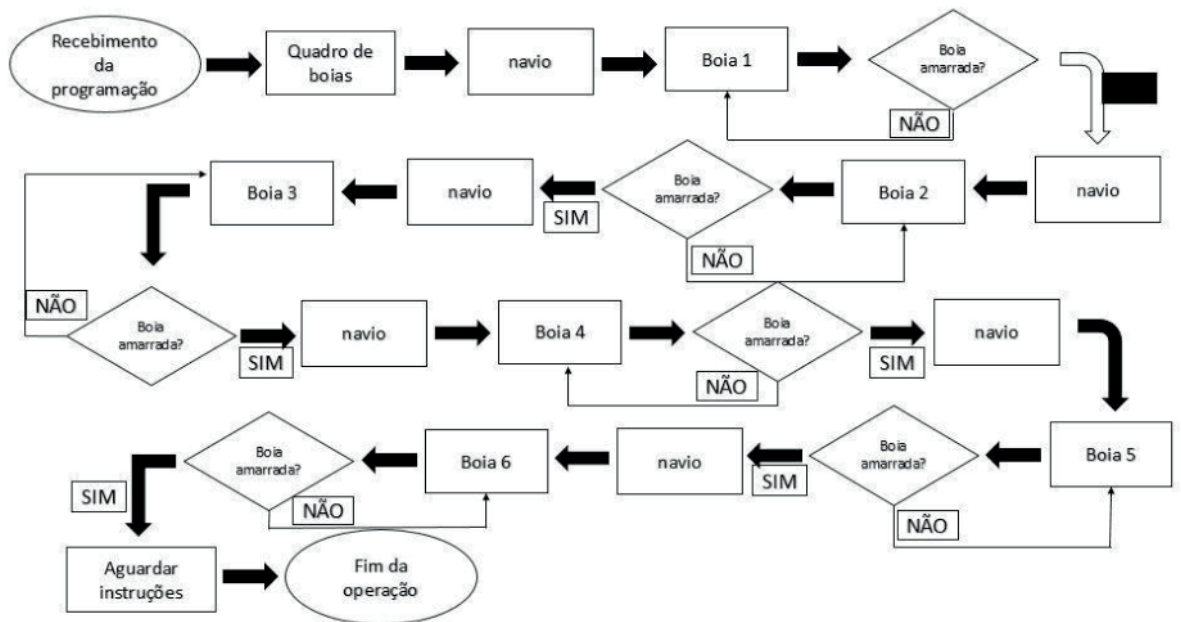 Recebimento
da
programação
Quadro de
boias
navio
Boia 1
Boia
amarrada?
NÃO
navio
Boia 2
Boia
amarrada?
NÃO
SIM
navio
Boia 3
Boia
amarrada?
NÃO
SIM
navio
Boia 4
Boia
amarrada?
NÃO
SIM
navio
Boia 5
Boia
amarrada?
NÃO
SIM
navio
Boia 6
Boia
amarrada?
NÃO
SIM
Aguardar
instruções
Fim da
operação